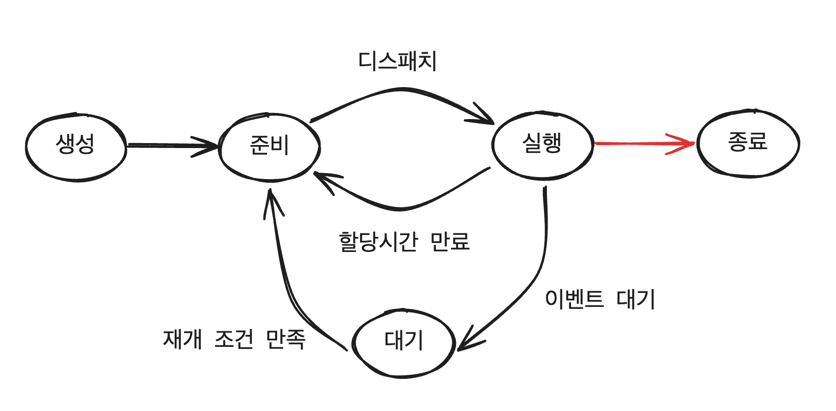 디스패치
생성
준비
실행
종료
할당시간 만료
이벤트 대기
재개 조건 만족
대기